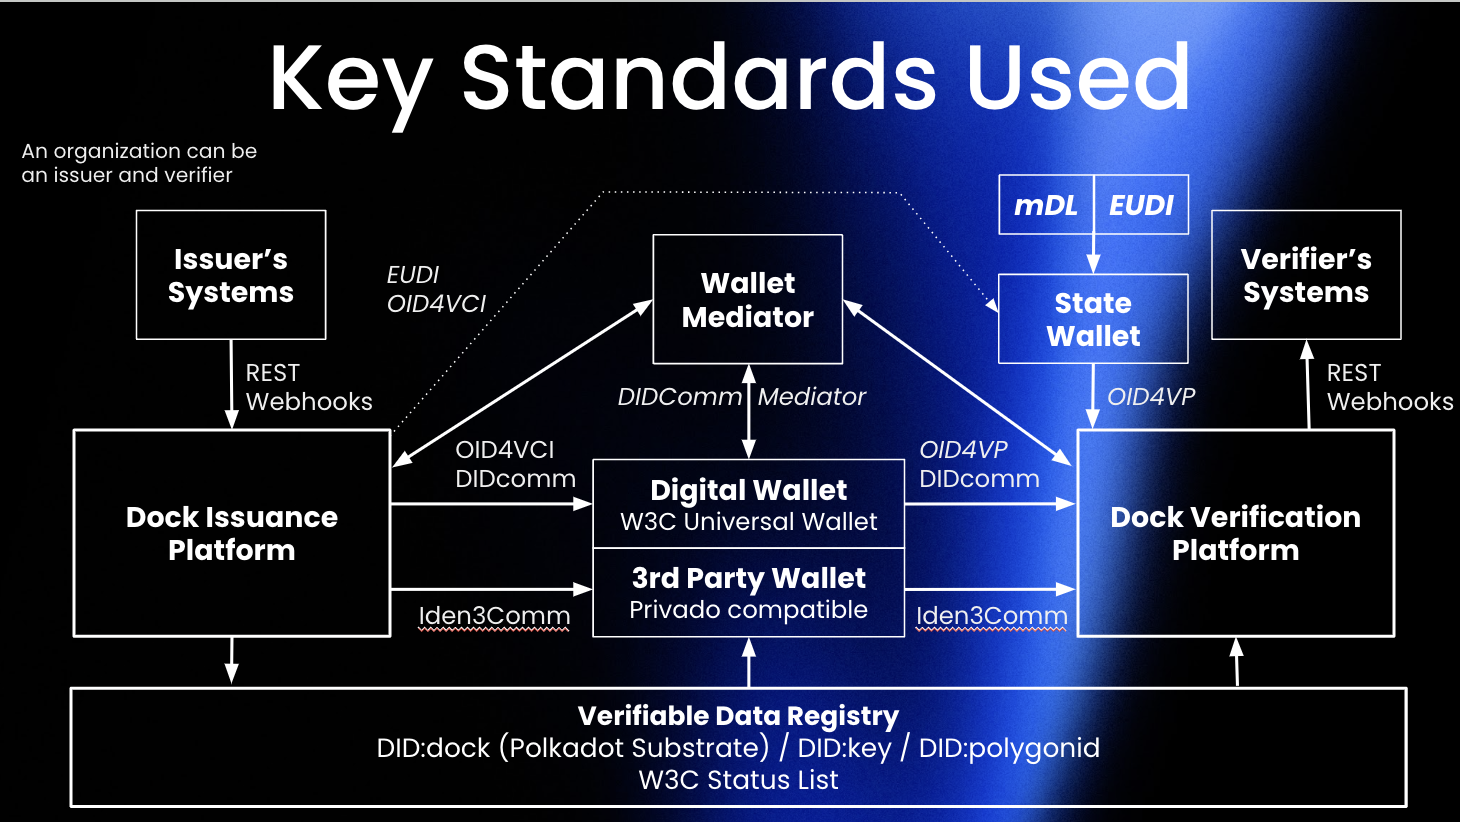 Key Standards Used
An organization can be
an issuer and verifier
Issuer’s
Systems
EUDI
OID4VCI
Wallet
Mediator
mDL EUDI
State
Wallet
Verifier’s
Systems
REST
Webhooks
DIDComm Mediator
OID4VP
REST
Webhooks
OID4VCI
DIDcomm
OID4VP
DIDcomm
Dock Issuance
Platform
Digital Wallet
W3C Universal Wallet
3rd Party Wallet
Privado compatible
Dock Verification
Platform
Iden3Comm
Iden3Comm
Verifiable Data Registry
DID:dock (Polkadot Substrate) / DID:key / DID:polygonid
W3C Status List